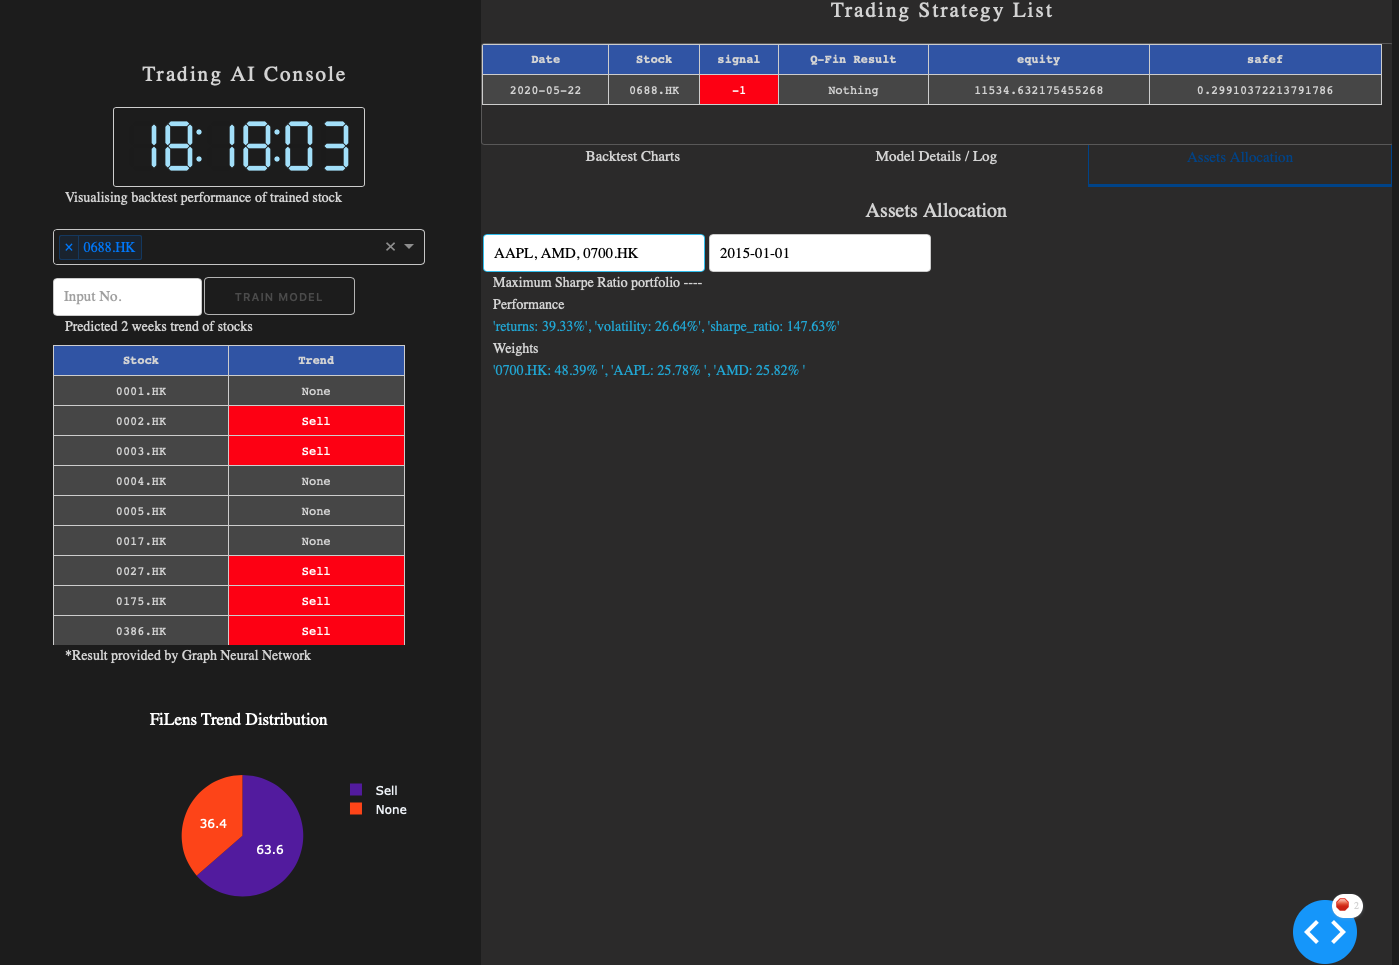 Trading AI Console
18:18:03
Visualising backtest performance of trained stock
× 0688.HK
Input No. TRAIN MODEL
Predicted 2 weeks trend of stocks
Stock Trend
0001.HK None
0002.HK Sell
0003.HK Sell
0004.HK None
0005.HK None
0017.HK None
0027.HK Sell
0175.HK Sell
0386.HK Sell
*Result provided by Graph Neural Network
FiLens Trend Distribution
Sell
None
36.4
63.6
Trading Strategy List
Date Stock signal Q-Fin Result equity safef
2020-05-22 0688.HK -1 Nothing 11534.632175455268 0.29910372213791786
Backtest Charts Model Details / Log Assets Allocation
Assets Allocation
AAPL, AMD, 0700.HK 2015-01-01
Maximum Sharpe Ratio portfolio ----
Performance
'returns: 39.33%', 'volatility: 26.64%', 'sharpe_ratio: 147.63%'
Weights
'0700.HK: 48.39% ', 'AAPL: 25.78% ', 'AMD: 25.82% '